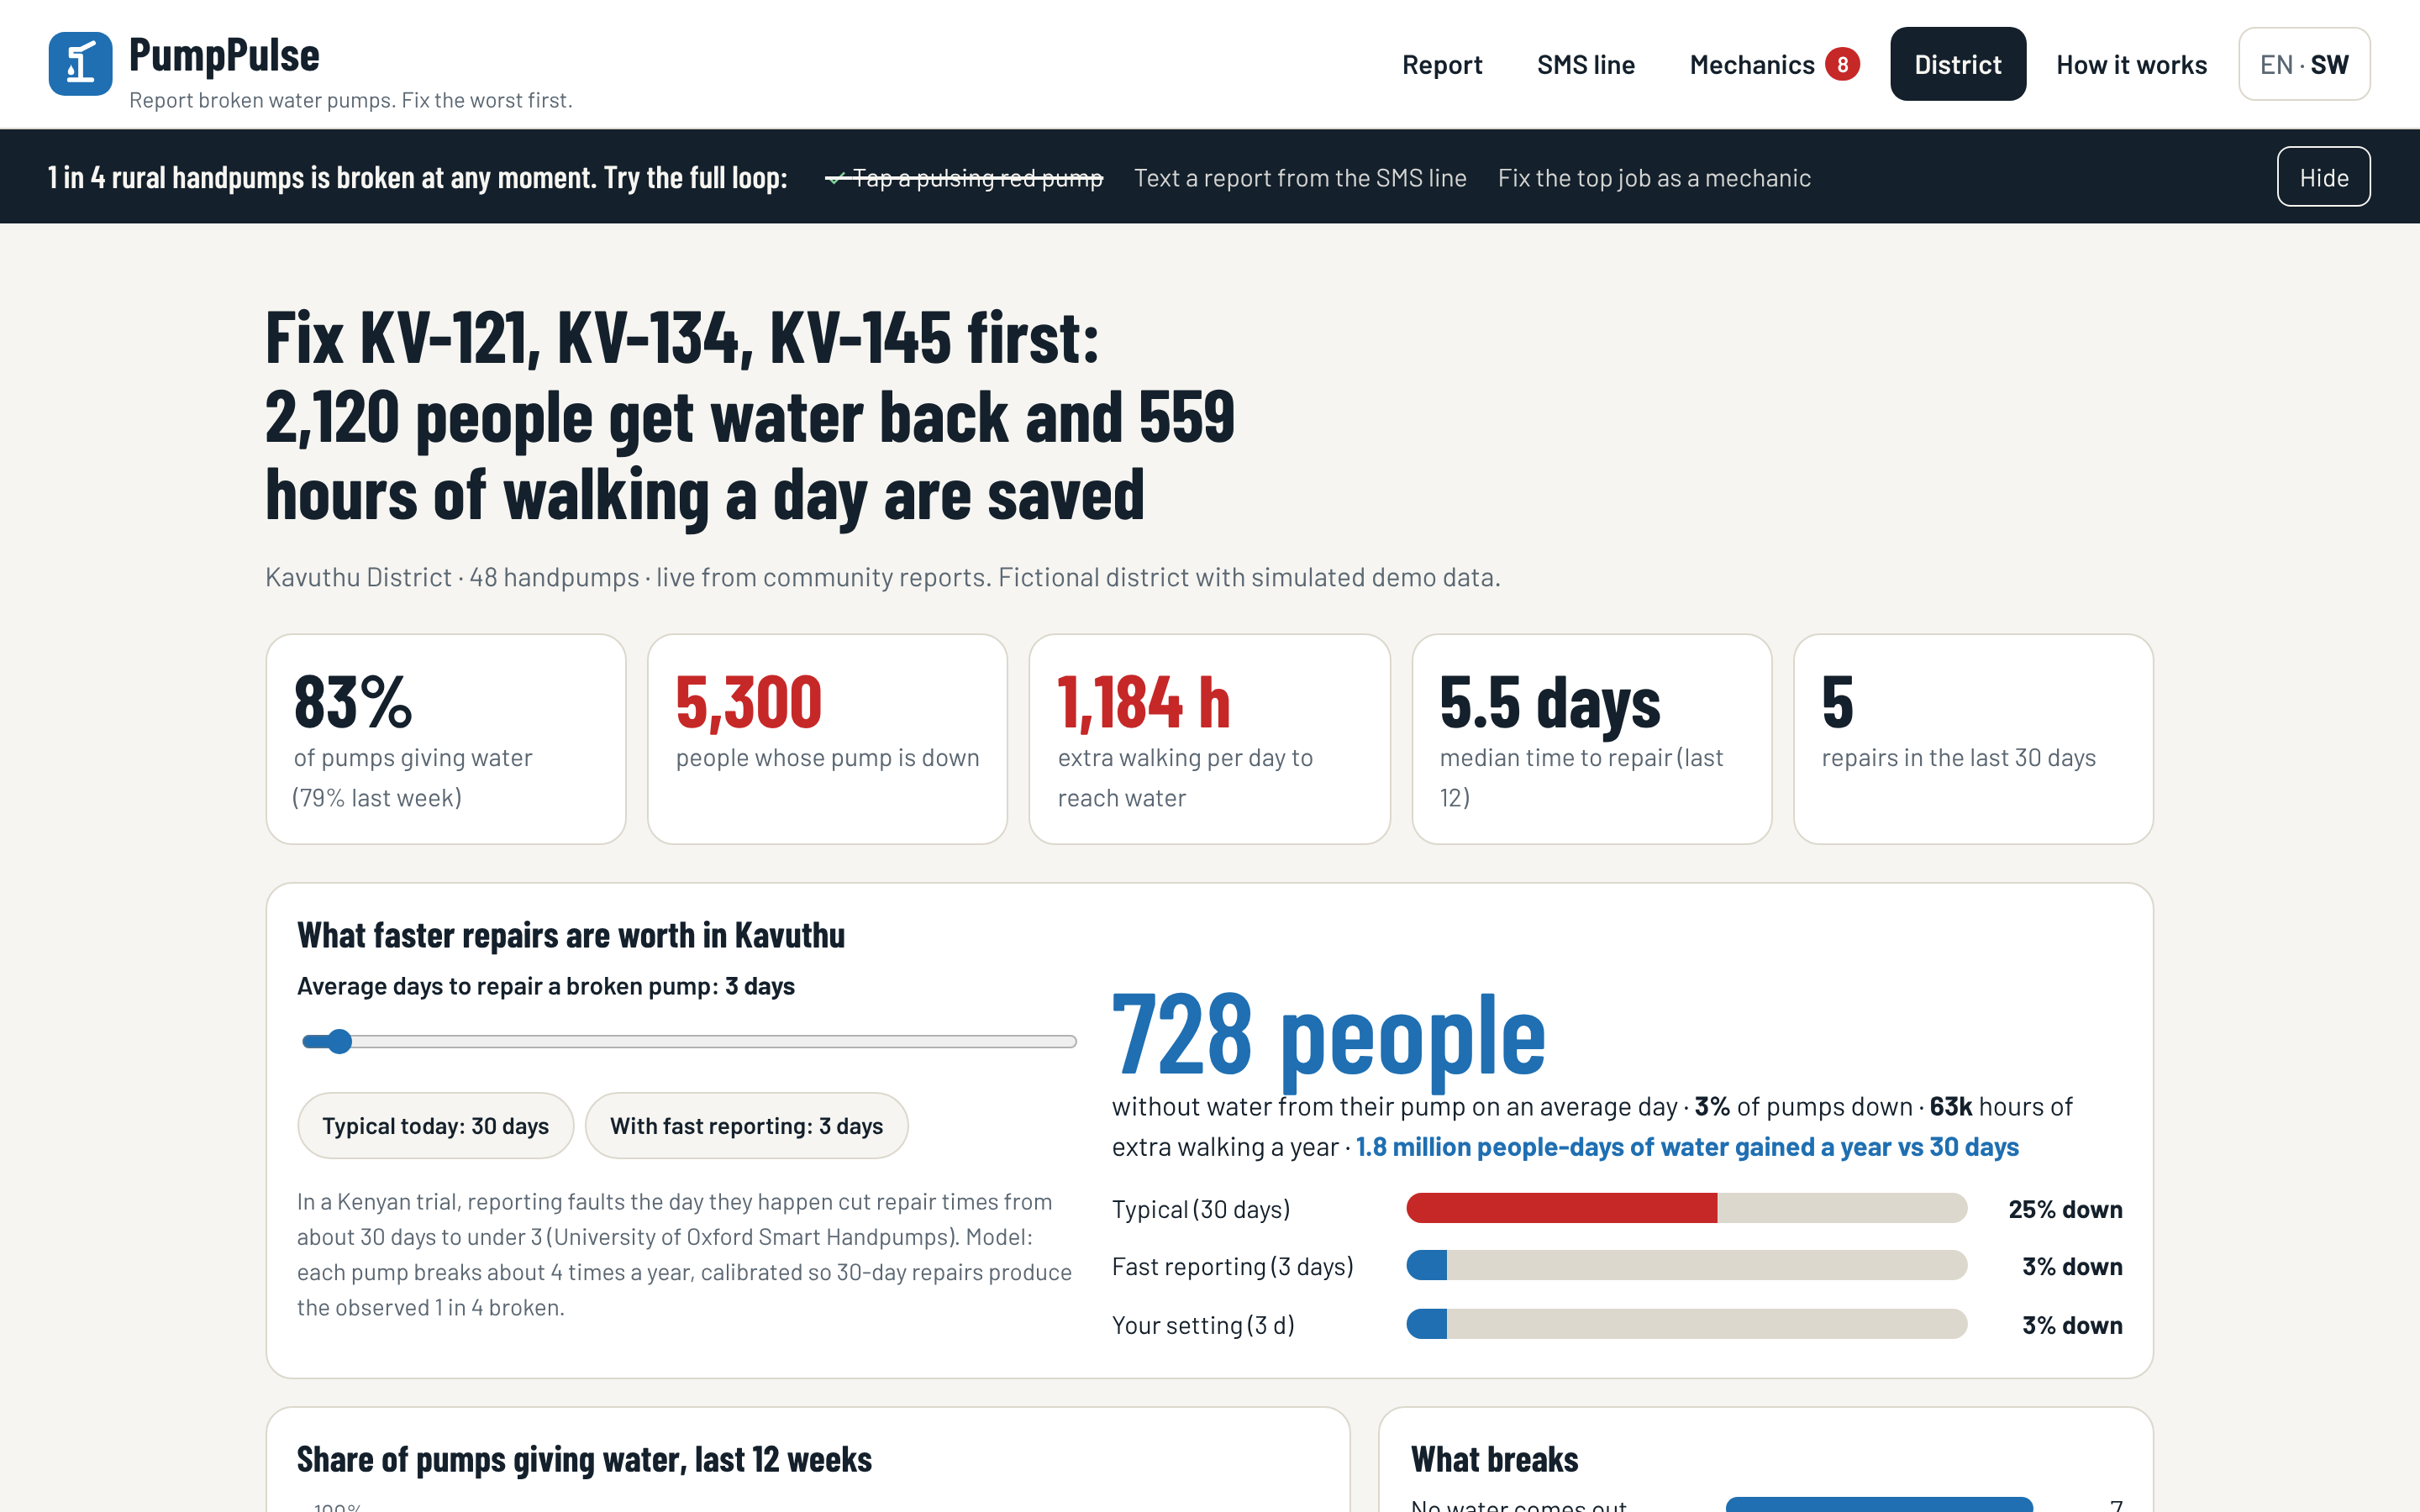 PumpPulse
Report broken water pumps. Fix the worst first.
Report
SMS line
Mechanics 8
District
How it works
EN · SW
1 in 4 rural handpumps is broken at any moment. Try the full loop:
✓ Tap a pulsing red pump
Text a report from the SMS line
Fix the top job as a mechanic
Hide
Fix KV-121, KV-134, KV-145 first:
2,120 people get water back and 559
hours of walking a day are saved
Kavuthu District · 48 handpumps · live from community reports. Fictional district with simulated demo data.
83%
of pumps giving water
(79% last week)
5,300
people whose pump is down
1,184 h
extra walking per day to
reach water
5.5 days
median time to repair (last
12)
5
repairs in the last 30 days
What faster repairs are worth in Kavuthu
Average days to repair a broken pump: 3 days
Typical today: 30 days
With fast reporting: 3 days
In a Kenyan trial, reporting faults the day they happen cut repair times from
about 30 days to under 3 (University of Oxford Smart Handpumps). Model:
each pump breaks about 4 times a year, calibrated so 30-day repairs produce
the observed 1 in 4 broken.
728 people
without water from their pump on an average day · 3% of pumps down · 63k hours of
extra walking a year · 1.8 million people-days of water gained a year vs 30 days
Typical (30 days) 25% down
Fast reporting (3 days) 3% down
Your setting (3 d) 3% down
Share of pumps giving water, last 12 weeks
100%
What breaks
No water comes out 7